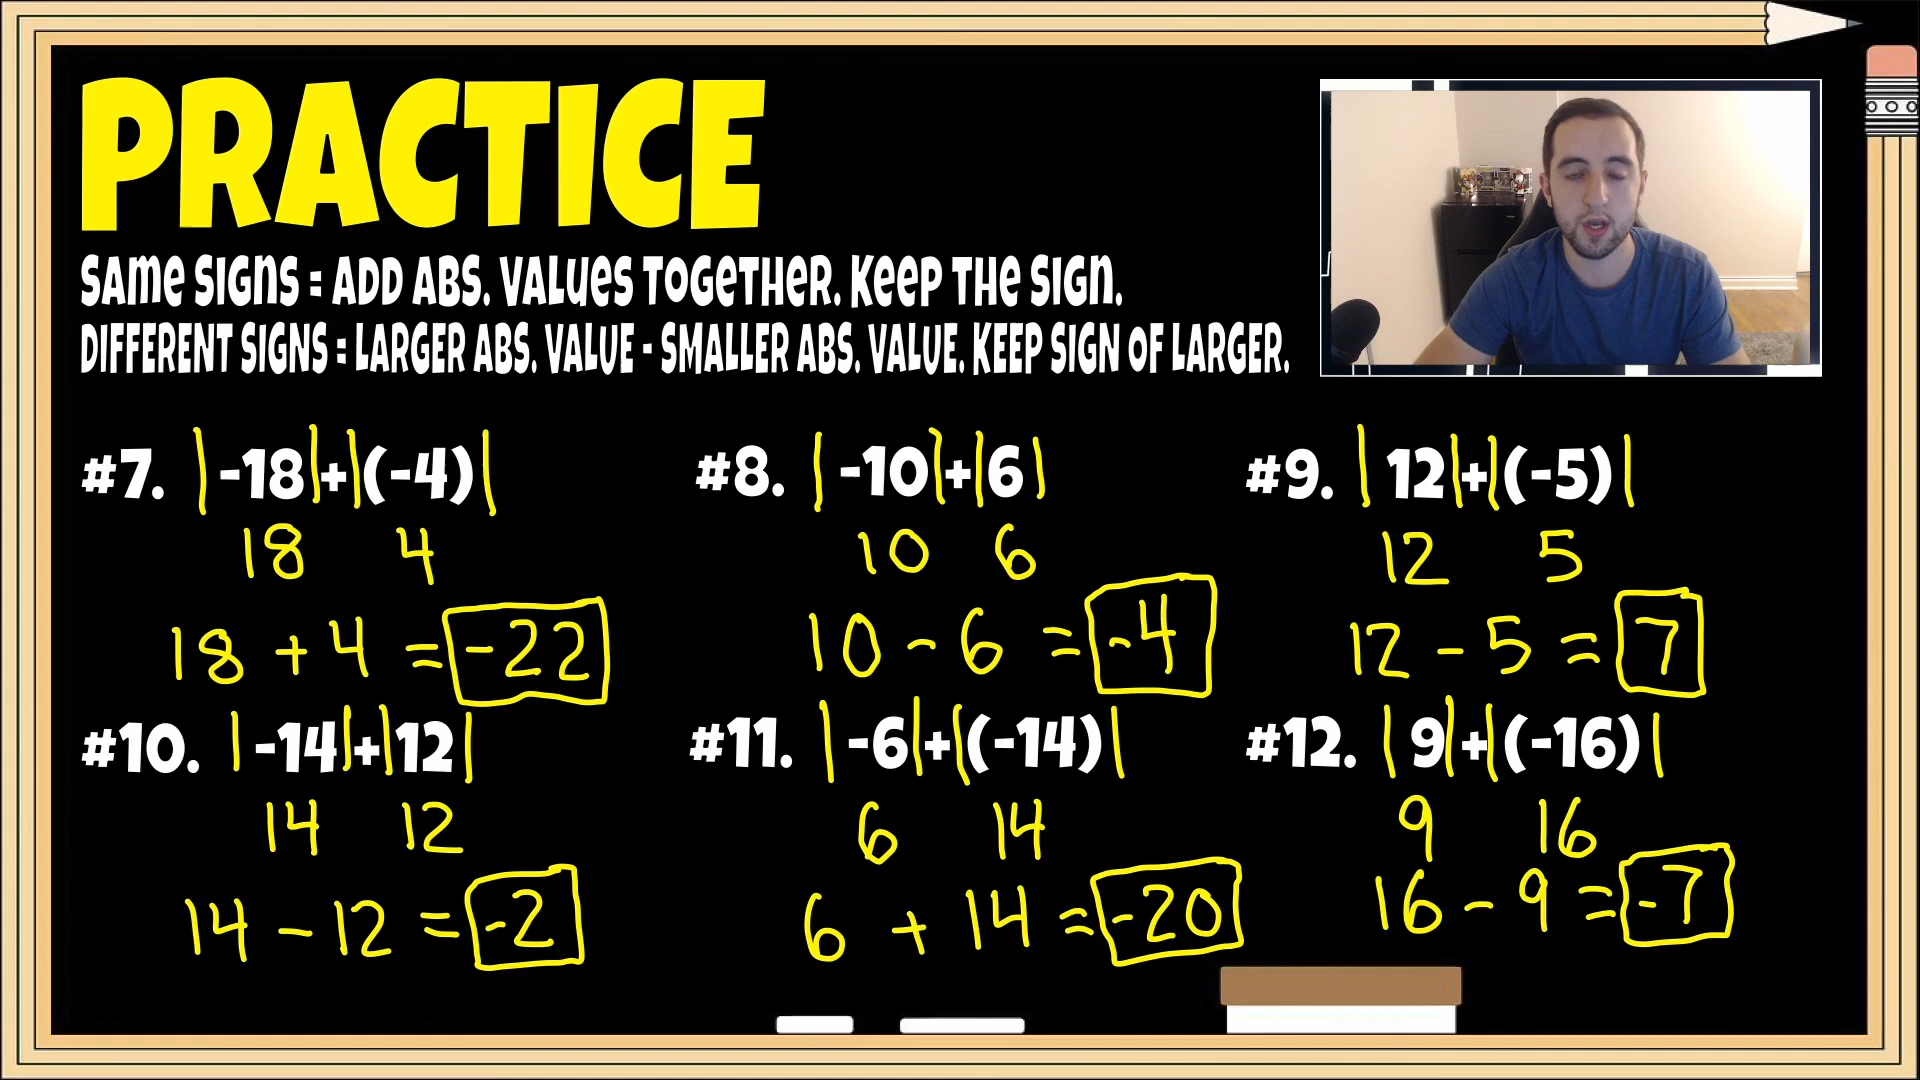 PRACTICE
SAME SIGNS = ADD ABS. VALUES TOGETHER. KEEP THE SIGN.
DIFFERENT SIGNS = LARGER ABS. VALUE - SMALLER ABS. VALUE. KEEP SIGN OF LARGER.
#7. |-18|+|(-4)|
18 4
18 + 4 = -22
#8. |-10|+|6|
10 6
10 - 6 = -4
#9. |12|+|(-5)|
12 5
12 - 5 = 7
#10. |-14|+|12|
14 12
14 - 12 = -2
#11. |-6|+|(-14)|
6 14
6 + 14 = -20
#12. |9|+|(-16)|
9 16
16 - 9 = -7